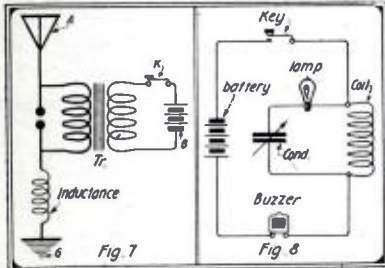 A
K
B
Tr.
Inductance
G
Fig. 7
Key
lamp
battery
Coil
Cond.
Buzzer
Fig. 8